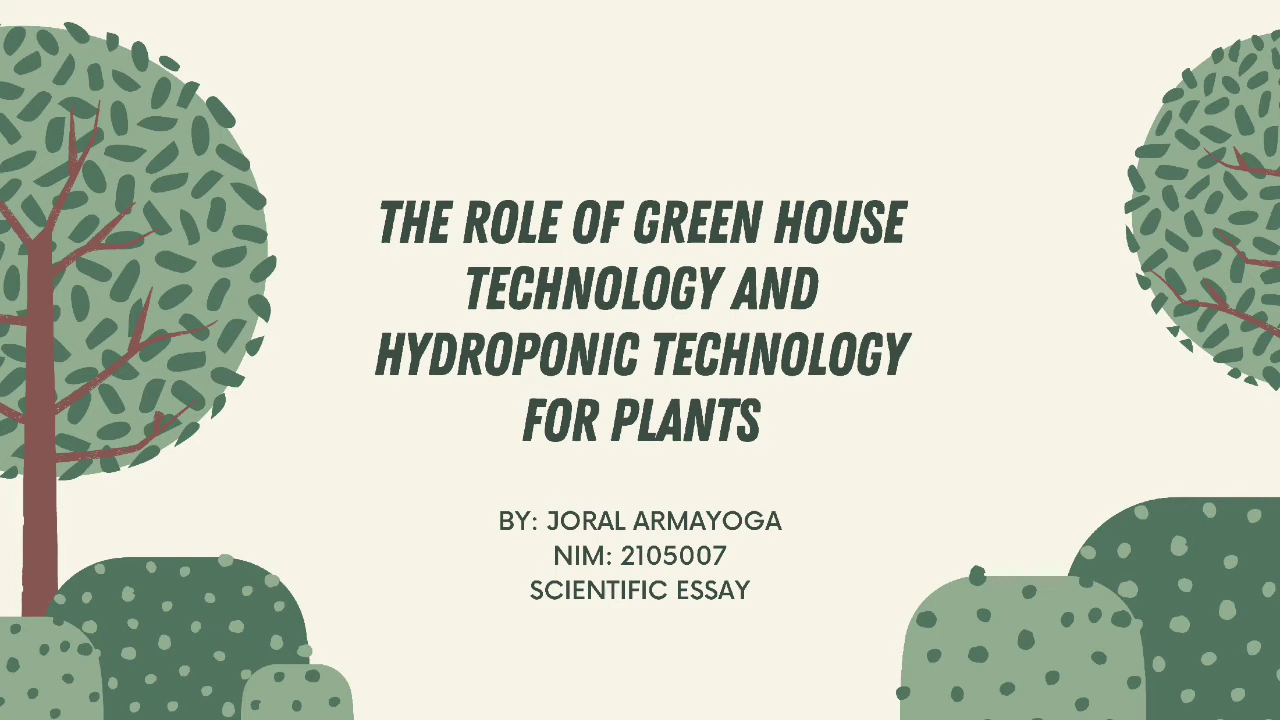 THE ROLE OF GREEN HOUSE
TECHNOLOGY AND
HYDROPONIC TECHNOLOGY
FOR PLANTS
BY: JORAL ARMAYOGA
NIM: 2105007
SCIENTIFIC ESSAY